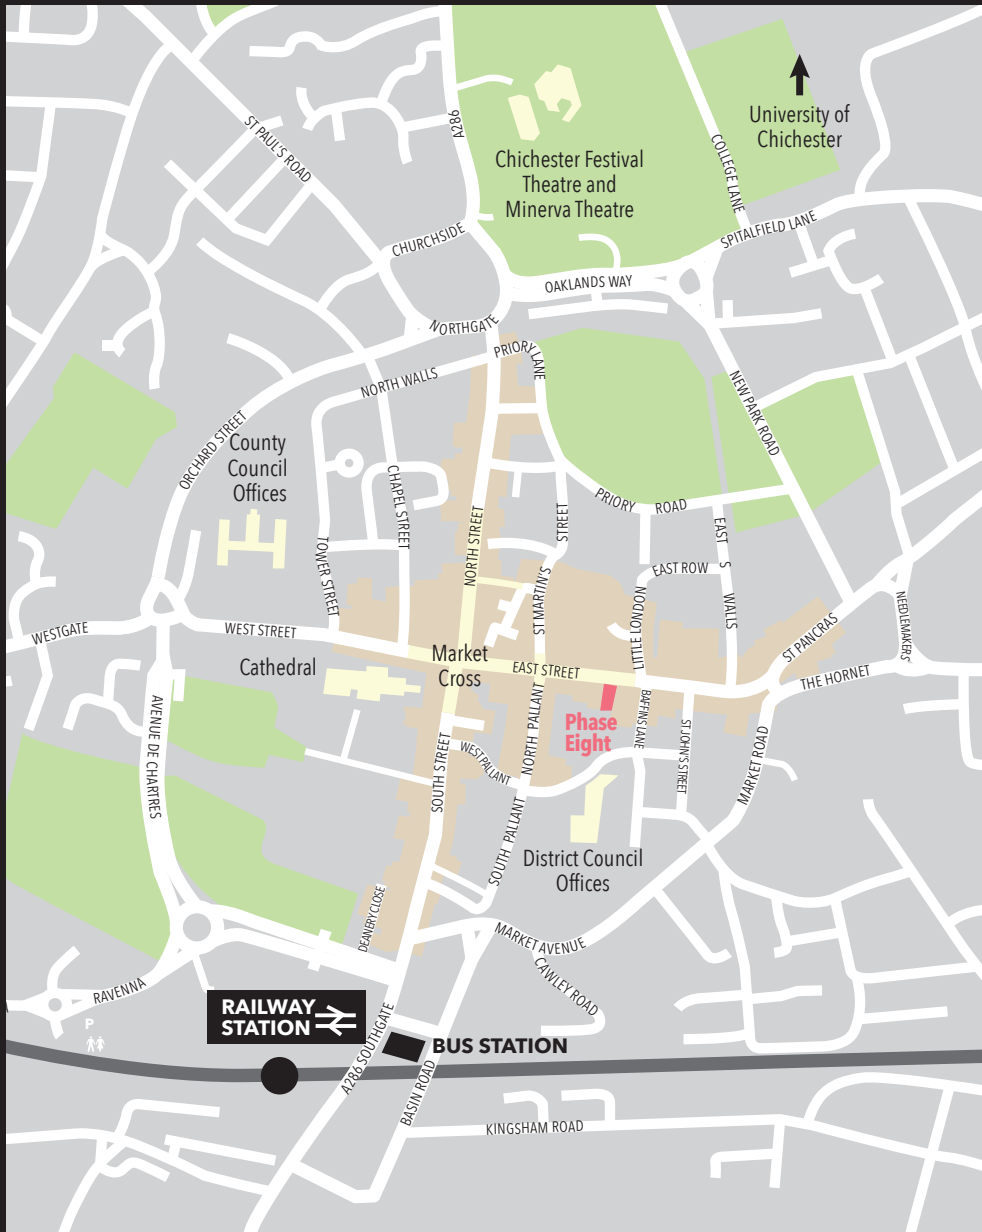 A286
ST PAUL'S ROAD
University of
Chichester
COLLEGE LANE
Chichester Festival
Theatre and
Minerva Theatre
CHURCHSIDE
SPITALFIELD LANE
OAKLANDS WAY
NORTHGATE
PRIORY LANE
NORTH WALLS
NEW PARK ROAD
ORCHARD STREET
County
Council
Offices
CHAPEL STREET
PRIORY ROAD
NORTH STREET
ST MARTIN'S STREET
EAST S WALLS
TOWER STREET
EAST ROW
LITTLE LONDON
NEEDLEMAKERS
WESTGATE
WEST STREET
ST PANCRAS
Cathedral
Market
Cross
EAST STREET
THE HORNET
Phase
Eight
NORTH PALLANT
BAFFINS LANE
ST JOHN'S STREET
AVENUE DE CHARTRES
SOUTH STREET
WEST PALLANT
MARKET ROAD
SOUTH PALLANT
District Council
Offices
DEANERY CLOSE
MARKET AVENUE
CAWLEY ROAD
RAVENNA
RAILWAY
STATION
P
A286 SOUTHGATE
BUS STATION
BASIN ROAD
KINGSHAM ROAD